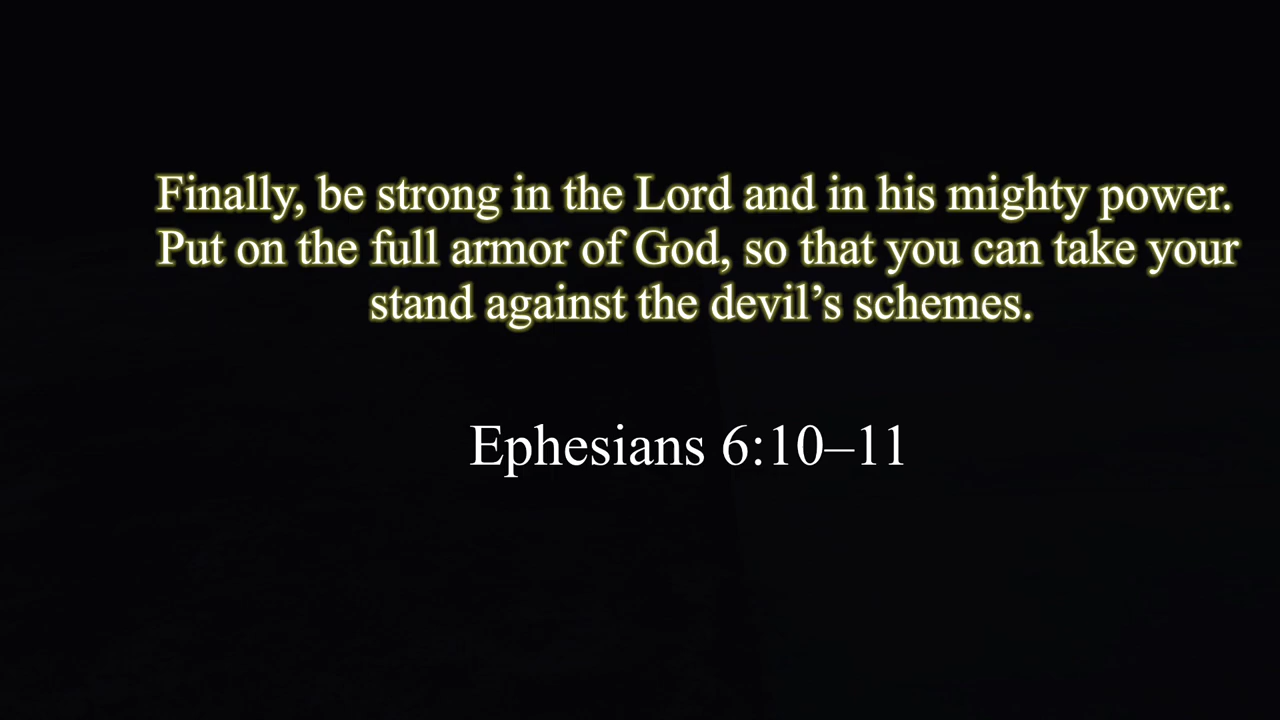 Finally, be strong in the Lord and in his mighty power.
Put on the full armor of God, so that you can take your
stand against the devil’s schemes.
Ephesians 6:10–11